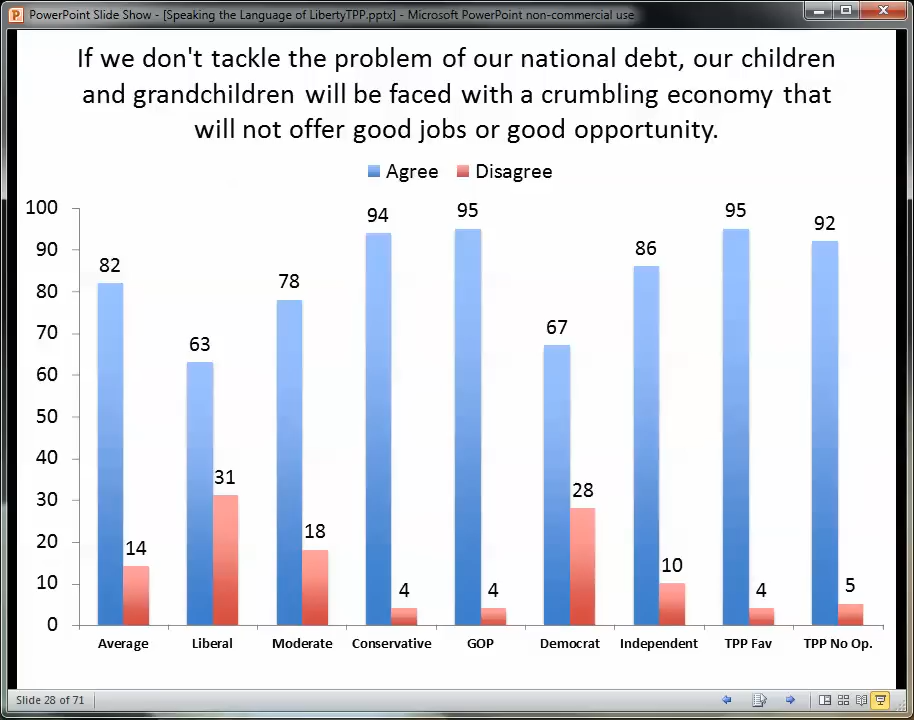 PowerPoint Slide Show - [Speaking the Language of LibertyTPP.pptx] - Microsoft PowerPoint non-commercial use
If we don't tackle the problem of our national debt, our children
and grandchildren will be faced with a crumbling economy that
will not offer good jobs or good opportunity.
Agree Disagree
100
90
80
70
60
50
40
30
20
10
0
82 14
63 31
78 18
94 4
95 4
67 28
86 10
95 4
92 5
Average Liberal Moderate Conservative GOP Democrat Independent TPP Fav TPP No Op.
Slide 28 of 71